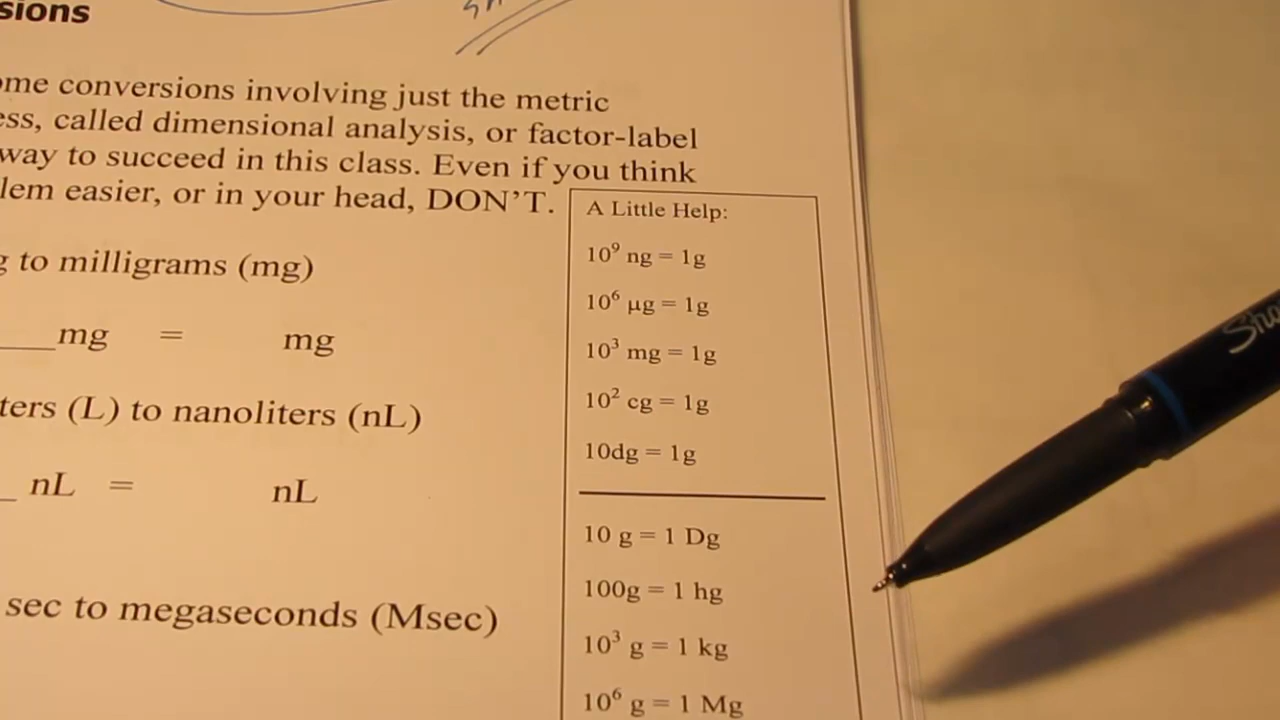 sions
ome conversions involving just the metric
ess, called dimensional analysis, or factor-label
way to succeed in this class. Even if you think
lem easier, or in your head, DON'T.
g to milligrams (mg)
____mg = mg
ters (L) to nanoliters (nL)
_ nL = nL
sec to megaseconds (Msec)
A Little Help:
10⁹ ng = 1g
10⁶ µg = 1g
10³ mg = 1g
10² cg = 1g
10dg = 1g
10 g = 1 Dg
100g = 1 hg
10³ g = 1 kg
10⁶ g = 1 Mg